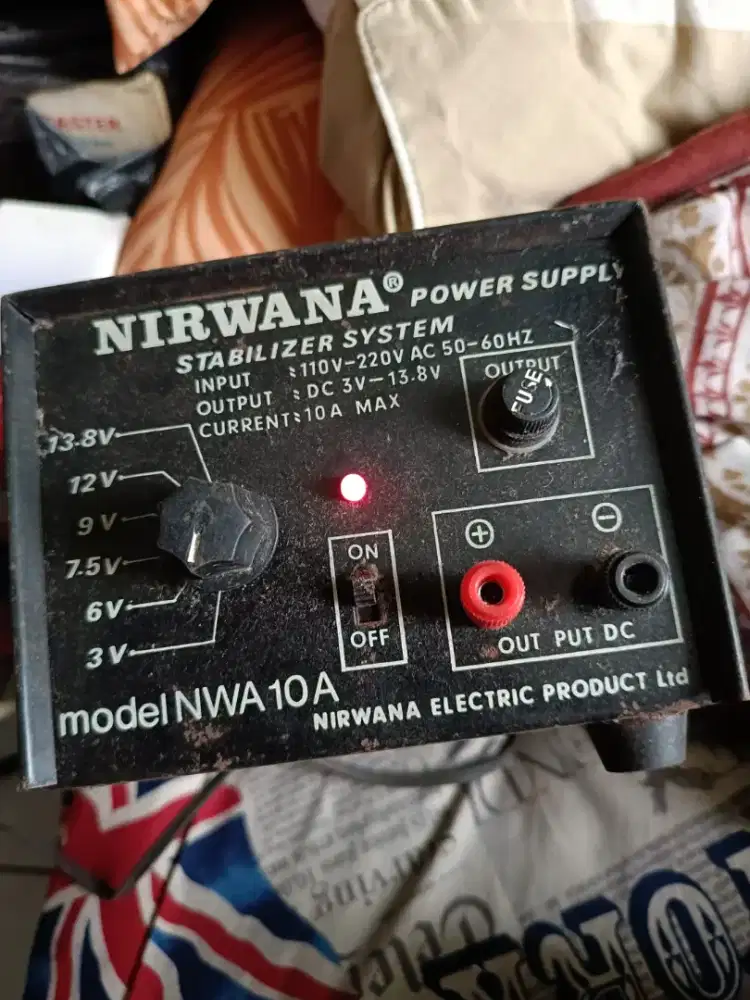 NIRWANA® POWER SUPPLY
STABILIZER SYSTEM
INPUT : 110V-220V AC 50-60HZ
OUTPUT : DC 3V-13.8V
CURRENT: 10A MAX
OUTPUT
FUSE
13.8V
12V
9V
7.5V
6V
3V
ON
OFF
+
−
OUT PUT DC
model NWA10A
NIRWANA ELECTRIC PRODUCT Ltd